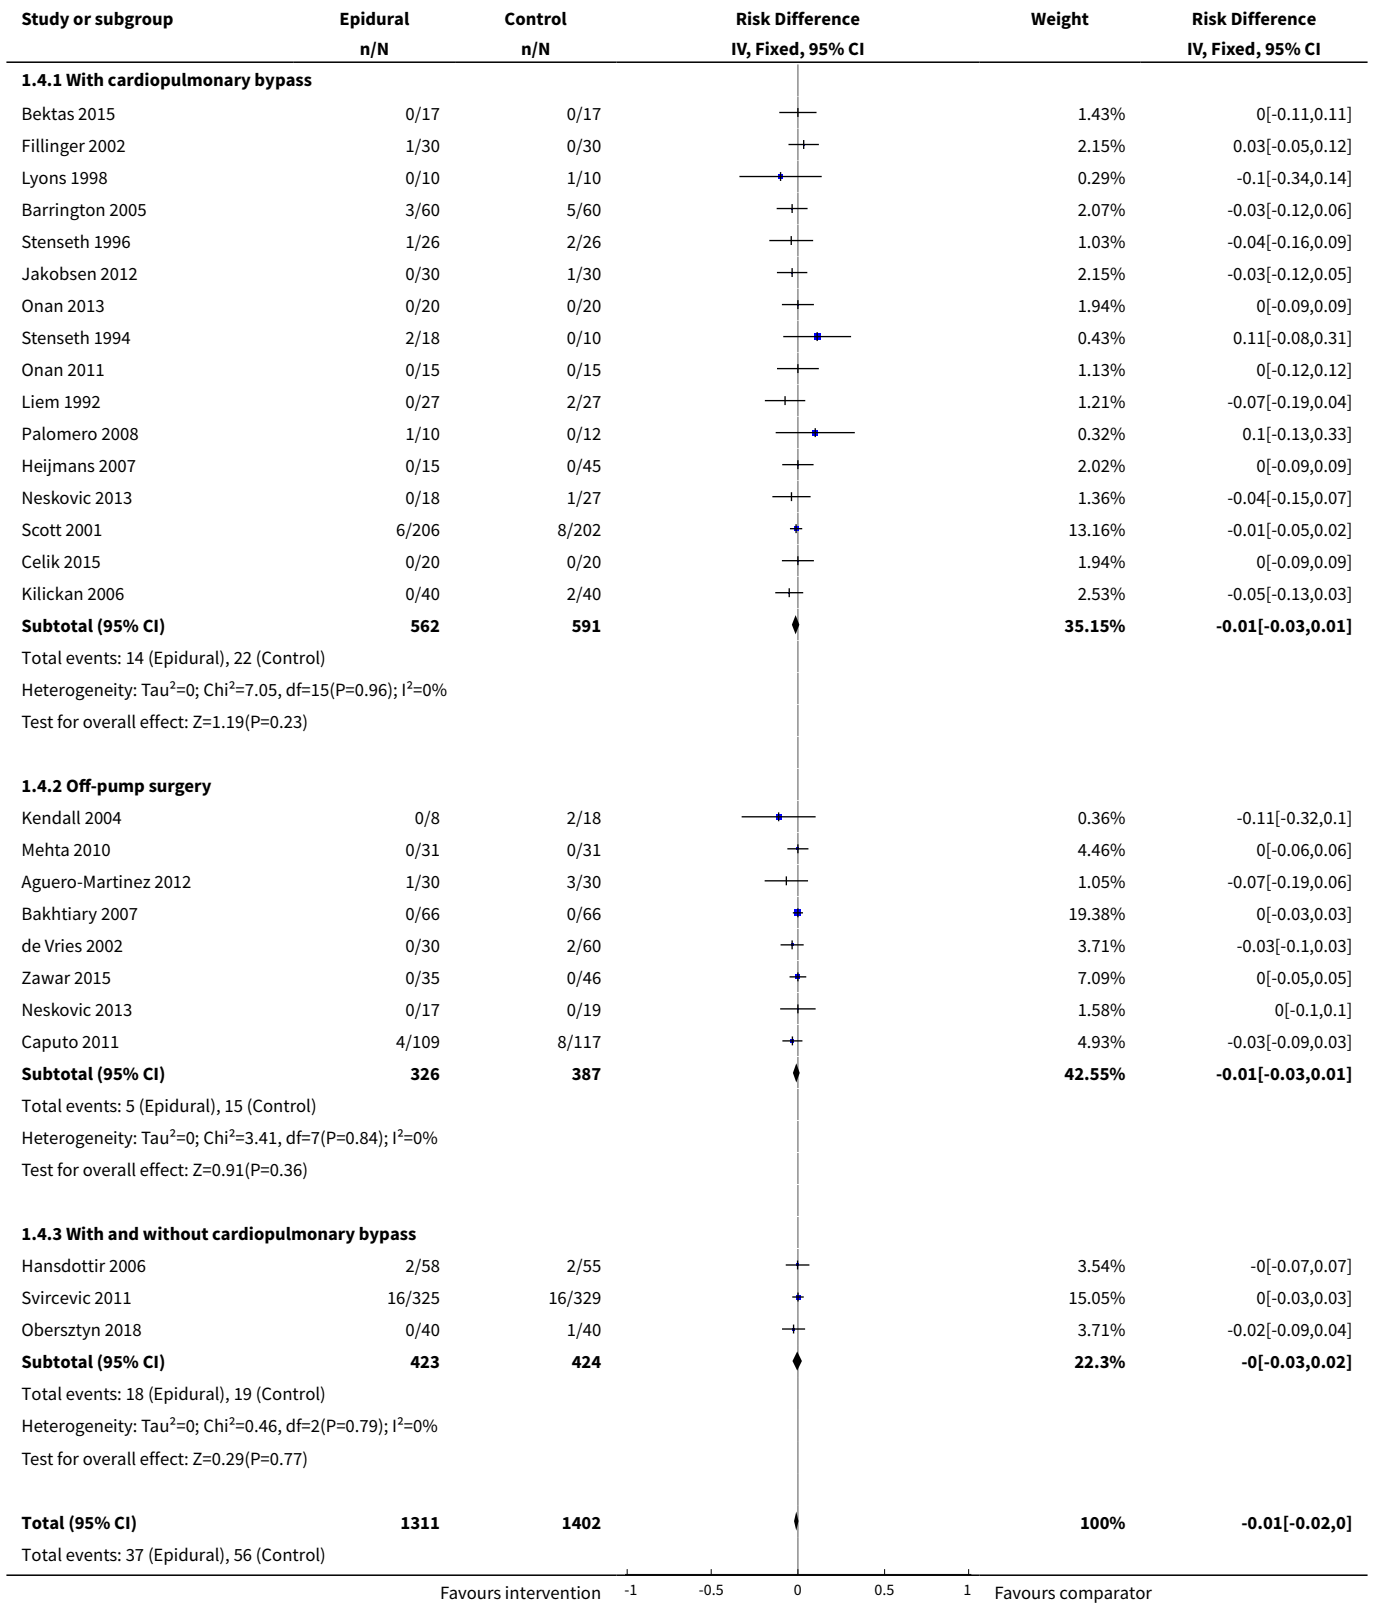 Study or subgroup Epidural Control Risk Difference Weight Risk Difference
n/N n/N IV, Fixed, 95% CI IV, Fixed, 95% CI
1.4.1 With cardiopulmonary bypass
Bektas 2015 0/17 0/17 1.43% 0[-0.11,0.11]
Fillinger 2002 1/30 0/30 2.15% 0.03[-0.05,0.12]
Lyons 1998 0/10 1/10 0.29% -0.1[-0.34,0.14]
Barrington 2005 3/60 5/60 2.07% -0.03[-0.12,0.06]
Stenseth 1996 1/26 2/26 1.03% -0.04[-0.16,0.09]
Jakobsen 2012 0/30 1/30 2.15% -0.03[-0.12,0.05]
Onan 2013 0/20 0/20 1.94% 0[-0.09,0.09]
Stenseth 1994 2/18 0/10 0.43% 0.11[-0.08,0.31]
Onan 2011 0/15 0/15 1.13% 0[-0.12,0.12]
Liem 1992 0/27 2/27 1.21% -0.07[-0.19,0.04]
Palomero 2008 1/10 0/12 0.32% 0.1[-0.13,0.33]
Heijmans 2007 0/15 0/45 2.02% 0[-0.09,0.09]
Neskovic 2013 0/18 1/27 1.36% -0.04[-0.15,0.07]
Scott 2001 6/206 8/202 13.16% -0.01[-0.05,0.02]
Celik 2015 0/20 0/20 1.94% 0[-0.09,0.09]
Kilickan 2006 0/40 2/40 2.53% -0.05[-0.13,0.03]
Subtotal (95% CI) 562 591 35.15% -0.01[-0.03,0.01]
Total events: 14 (Epidural), 22 (Control)
Heterogeneity: Tau²=0; Chi²=7.05, df=15(P=0.96); I²=0%
Test for overall effect: Z=1.19(P=0.23)
1.4.2 Off-pump surgery
Kendall 2004 0/8 2/18 0.36% -0.11[-0.32,0.1]
Mehta 2010 0/31 0/31 4.46% 0[-0.06,0.06]
Aguero-Martinez 2012 1/30 3/30 1.05% -0.07[-0.19,0.06]
Bakhtiary 2007 0/66 0/66 19.38% 0[-0.03,0.03]
de Vries 2002 0/30 2/60 3.71% -0.03[-0.1,0.03]
Zawar 2015 0/35 0/46 7.09% 0[-0.05,0.05]
Neskovic 2013 0/17 0/19 1.58% 0[-0.1,0.1]
Caputo 2011 4/109 8/117 4.93% -0.03[-0.09,0.03]
Subtotal (95% CI) 326 387 42.55% -0.01[-0.03,0.01]
Total events: 5 (Epidural), 15 (Control)
Heterogeneity: Tau²=0; Chi²=3.41, df=7(P=0.84); I²=0%
Test for overall effect: Z=0.91(P=0.36)
1.4.3 With and without cardiopulmonary bypass
Hansdottir 2006 2/58 2/55 3.54% -0[-0.07,0.07]
Svircevic 2011 16/325 16/329 15.05% 0[-0.03,0.03]
Obersztyn 2018 0/40 1/40 3.71% -0.02[-0.09,0.04]
Subtotal (95% CI) 423 424 22.3% -0[-0.03,0.02]
Total events: 18 (Epidural), 19 (Control)
Heterogeneity: Tau²=0; Chi²=0.46, df=2(P=0.79); I²=0%
Test for overall effect: Z=0.29(P=0.77)
Total (95% CI) 1311 1402 100% -0.01[-0.02,0]
Total events: 37 (Epidural), 56 (Control)
Favours intervention -1 -0.5 0 0.5 1 Favours comparator